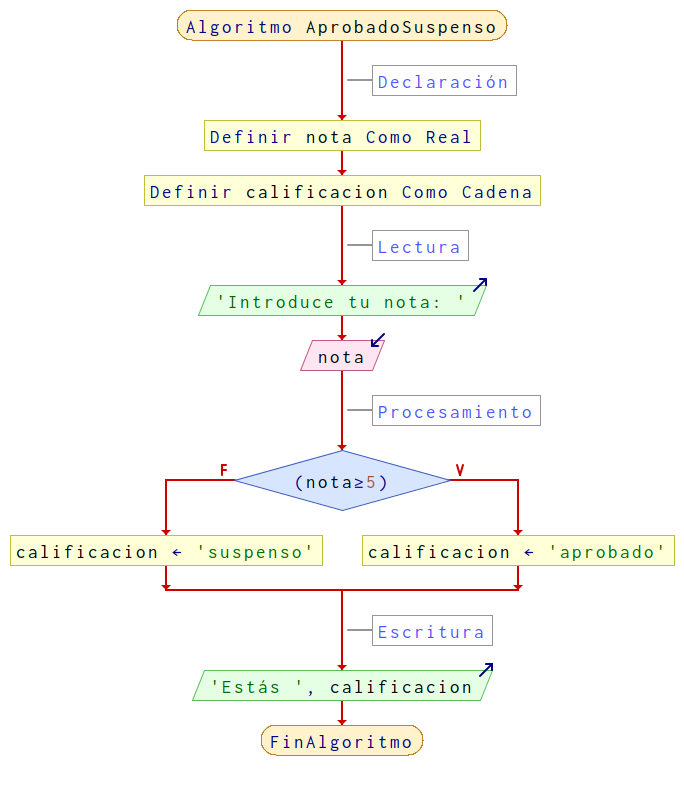 Algoritmo AprobadoSuspenso
Declaración
Definir nota Como Real
Definir calificacion Como Cadena
Lectura
'Introduce tu nota: '
nota
Procesamiento
F
V
(nota≥5)
calificacion ← 'suspenso'
calificacion ← 'aprobado'
Escritura
'Estás ', calificacion
FinAlgoritmo